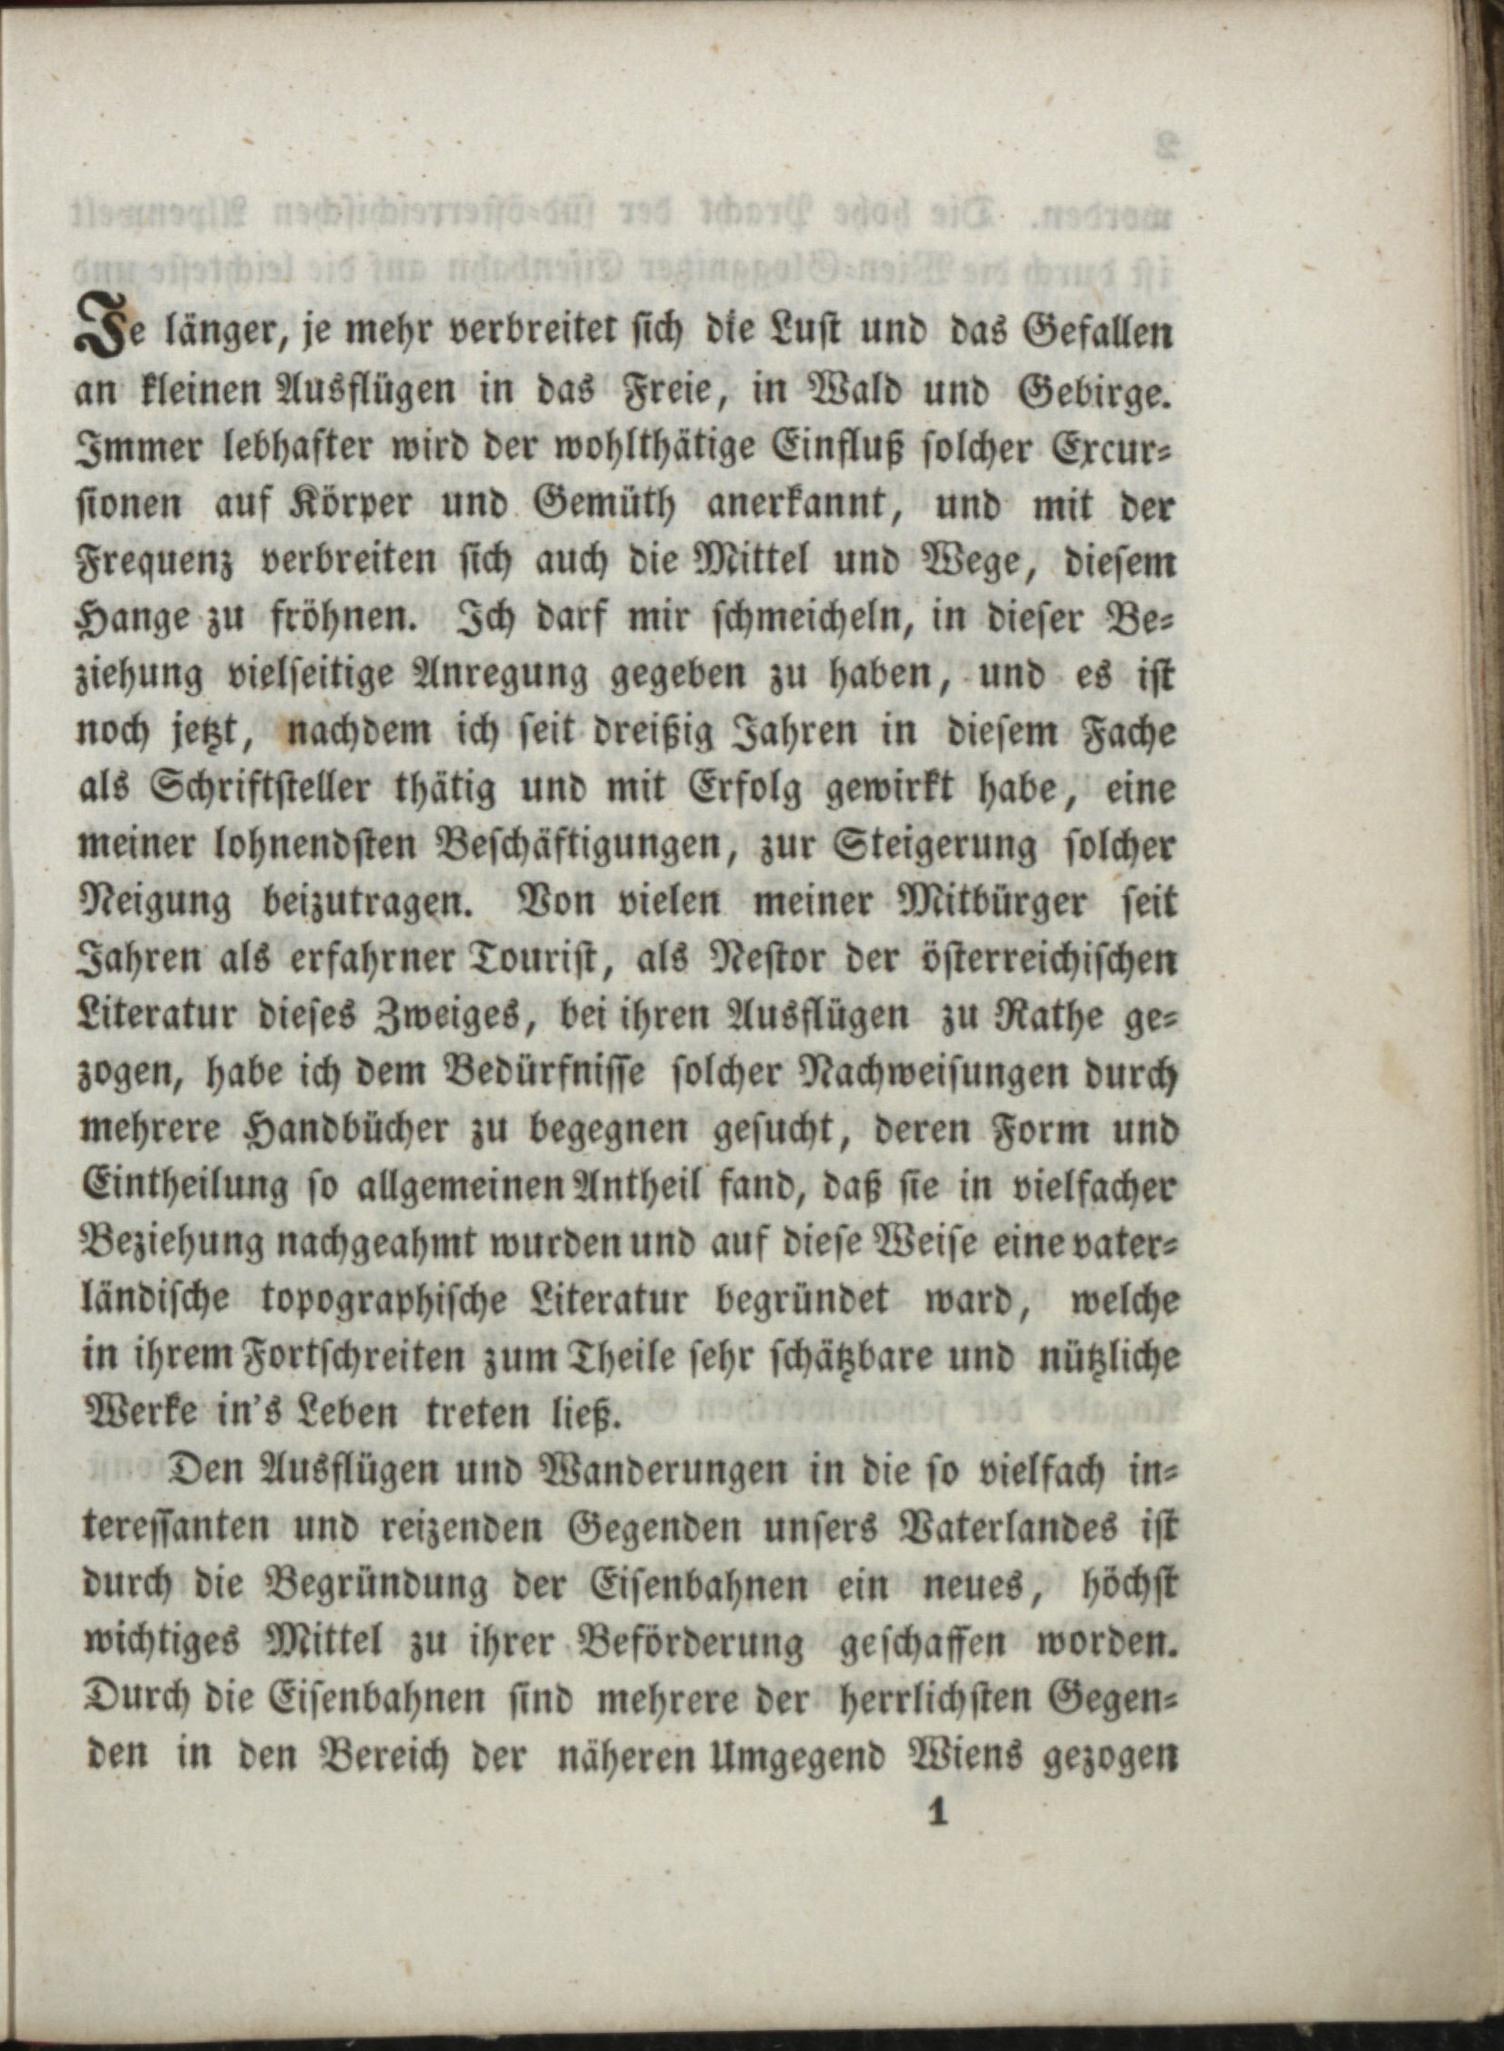 Je länger, je mehr verbreitet sich die Lust und das Gefallen
an kleinen Ausflügen in das Freie, in Wald und Gebirge.
Immer lebhafter wird der wohlthätige Einfluß solcher Excur-
sionen auf Körper und Gemüth anerkannt, und mit der
Frequenz verbreiten sich auch die Mittel und Wege, diesem
Hange zu fröhnen. Ich darf mir schmeicheln, in dieser Be-
ziehung vielseitige Anregung gegeben zu haben, und es ist
noch jetzt, nachdem ich seit dreißig Jahren in diesem Fache
als Schriftsteller thätig und mit Erfolg gewirkt habe, eine
meiner lohnendsten Beschäftigungen, zur Steigerung solcher
Neigung beizutragen. Von vielen meiner Mitbürger seit
Jahren als erfahrner Tourist, als Nestor der österreichischen
Literatur dieses Zweiges, bei ihren Ausflügen zu Rathe ge-
zogen, habe ich dem Bedürfnisse solcher Nachweisungen durch
mehrere Handbücher zu begegnen gesucht, deren Form und
Eintheilung so allgemeinen Antheil fand, daß sie in vielfacher
Beziehung nachgeahmt wurden und auf diese Weise eine vater-
ländische topographische Literatur begründet ward, welche
in ihrem Fortschreiten zum Theile sehr schätzbare und nützliche
Werke in's Leben treten ließ.
Den Ausflügen und Wanderungen in die so vielfach in-
teressanten und reizenden Gegenden unsers Vaterlandes ist
durch die Begründung der Eisenbahnen ein neues, höchst
wichtiges Mittel zu ihrer Beförderung geschaffen worden.
Durch die Eisenbahnen sind mehrere der herrlichsten Gegen-
den in den Bereich der näheren Umgegend Wiens gezogen
1